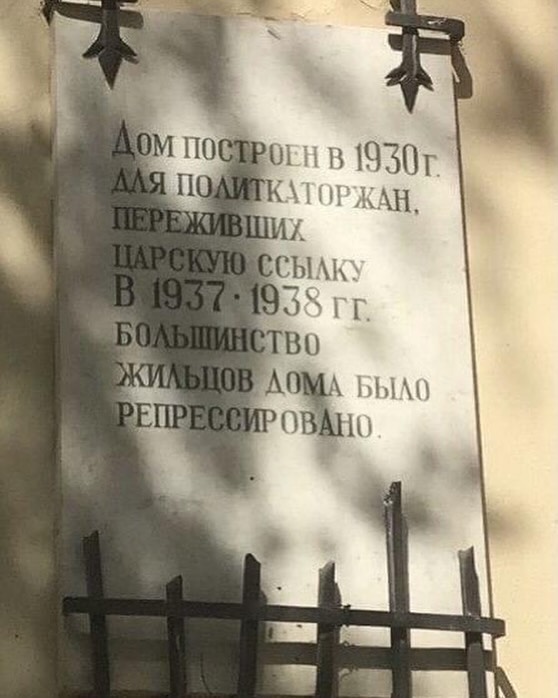 Дом построен в 1930г.
для политкаторжан,
переживших
царскую ссылку
В 1937·1938 гг.
большинство
жильцов дома было
репрессировано.